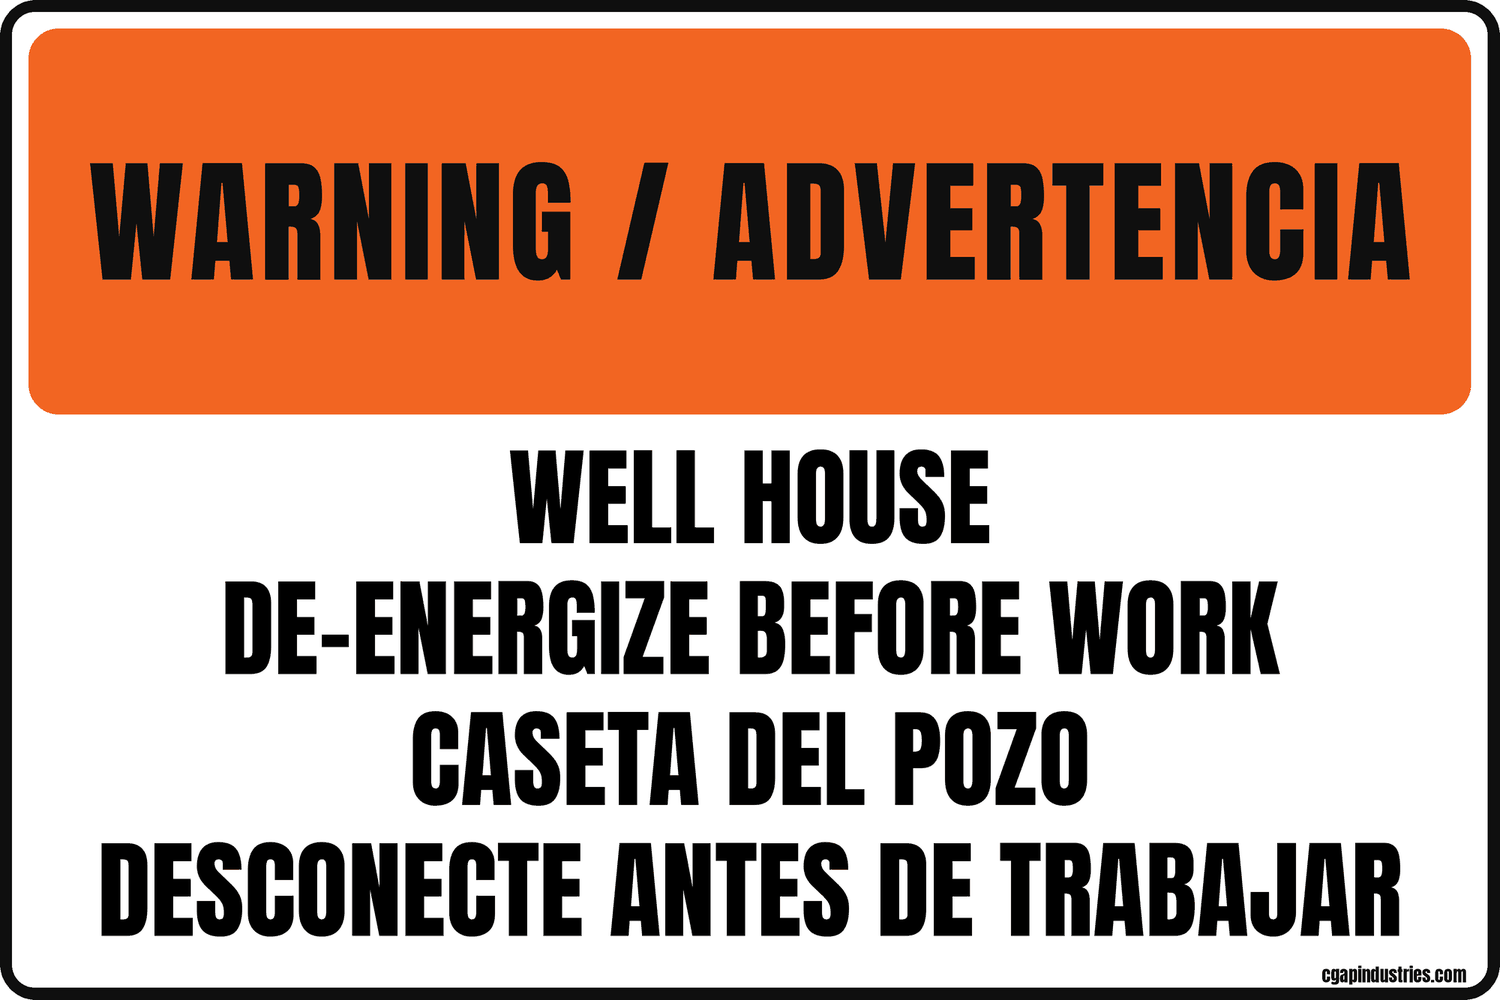 WARNING / ADVERTENCIA
WELL HOUSE
DE-ENERGIZE BEFORE WORK
CASETA DEL POZO
DESCONECTE ANTES DE TRABAJAR
cgapindustries.com